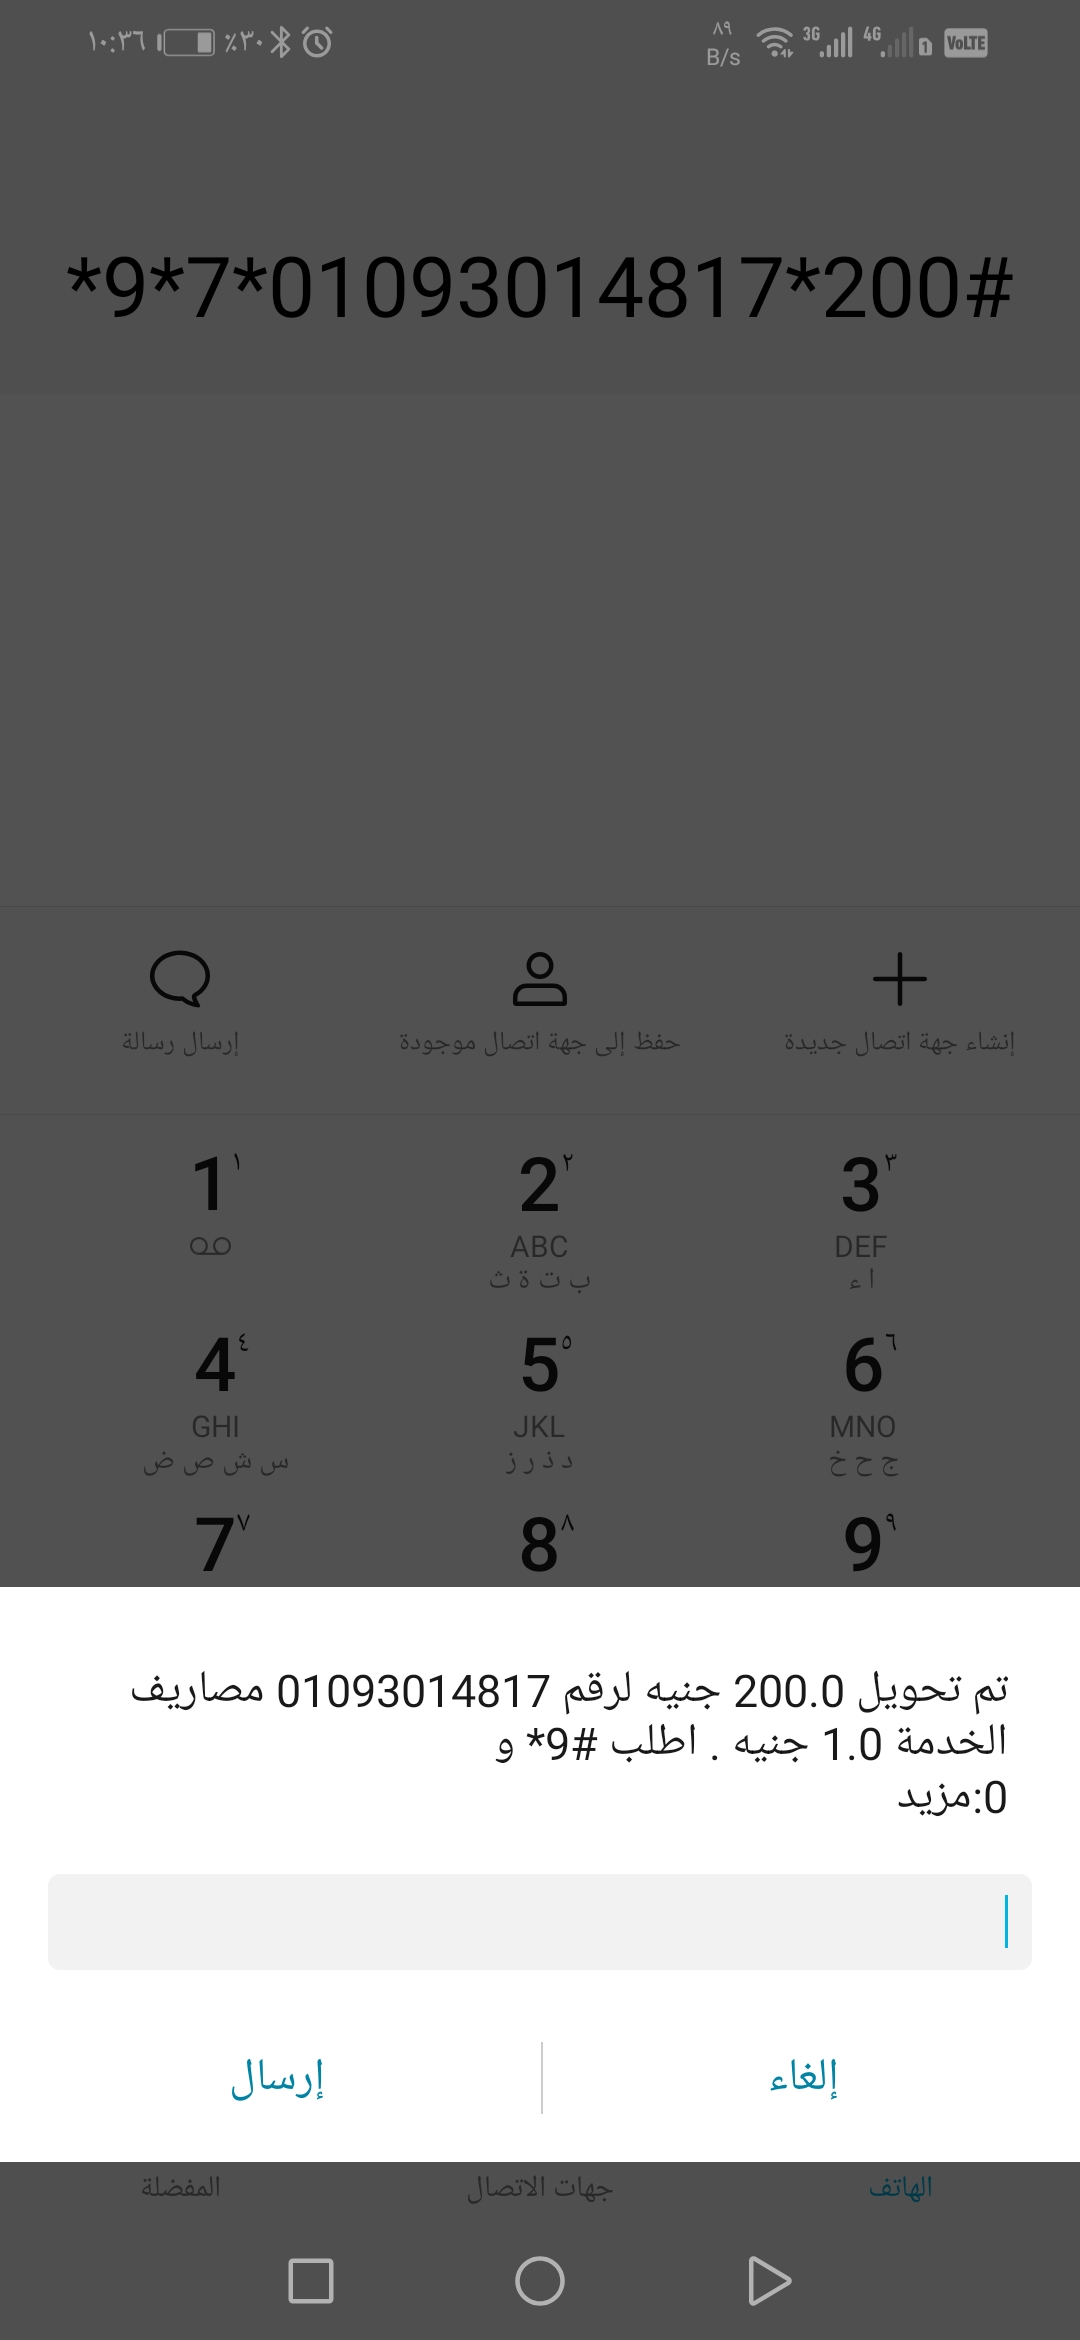 ١٠:٣٦ ٪٣٠ ٨٩ B/s 3G 4G 1 VoLTE
*9*7*01093014817*200#
إرسال رسالة حفظ إلى جهة اتصال موجودة إنشاء جهة اتصال جديدة
1 ١ 2 ٢ 3 ٣
ABC DEF
ب ت ة ث ا ء
4 ٤ 5 ٥ 6 ٦
GHI JKL MNO
س ش ص ض د ذ ر ز ج ح خ
7 ٧ 8 ٨ 9 ٩
تم تحويل 200.0 جنيه لرقم 01093014817 مصاريف
الخدمة 1.0 جنيه . اطلب #9* و
0:مزيد
إرسال إلغاء
المفضلة جهات الاتصال الهاتف